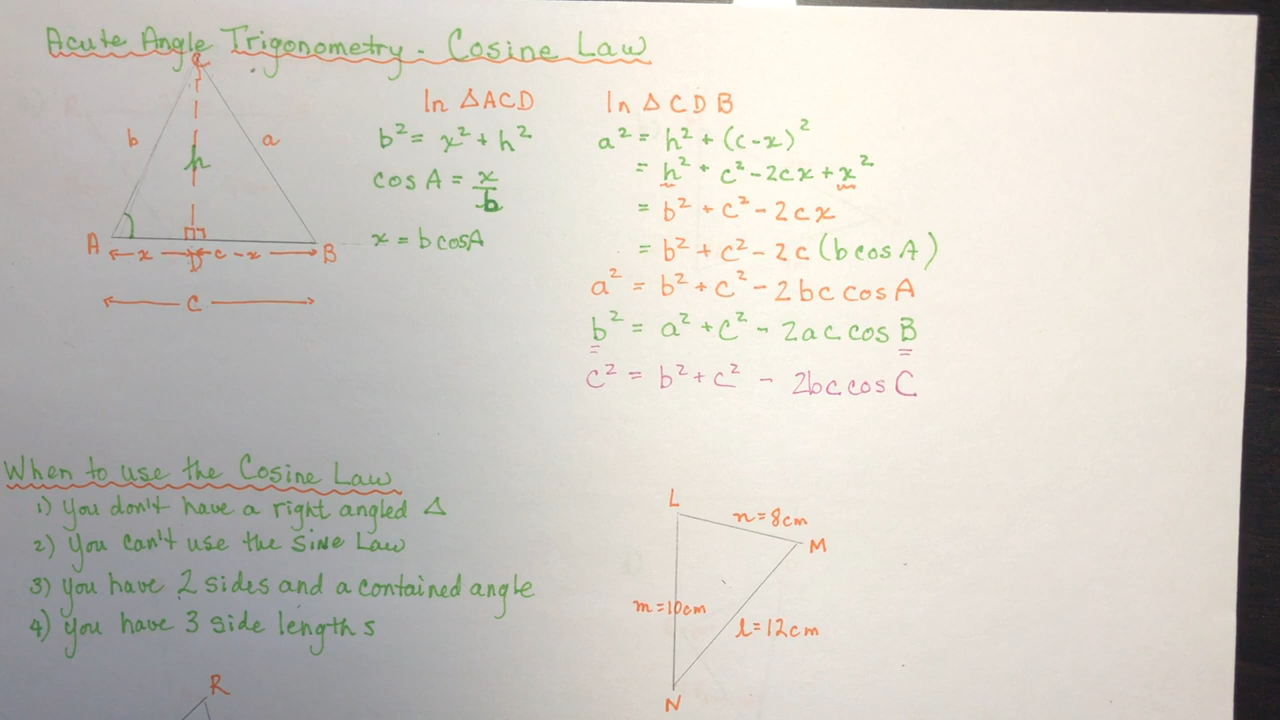 Acute Angle Trigonometry - Cosine Law
C
b
h
a
A
x
D
c - x
B
c
In △ACD
b² = x² + h²
cos A = x/b
x = b cosA
In △CDB
a² = h² + (c-x)²
= h² + c² - 2cx + x²
= b² + c² - 2cx
= b² + c² - 2c (b cos A)
a² = b² + c² - 2bc cos A
b² = a² + c² - 2ac cos B
c² = b² + c² - 2bc cos C
When to use the Cosine Law
1) you don't have a right angled △
2) you can't use the Sine Law
3) you have 2 sides and a contained angle
4) you have 3 side lengths
R
L
n=8cm
M
m=10cm
l=12cm
N